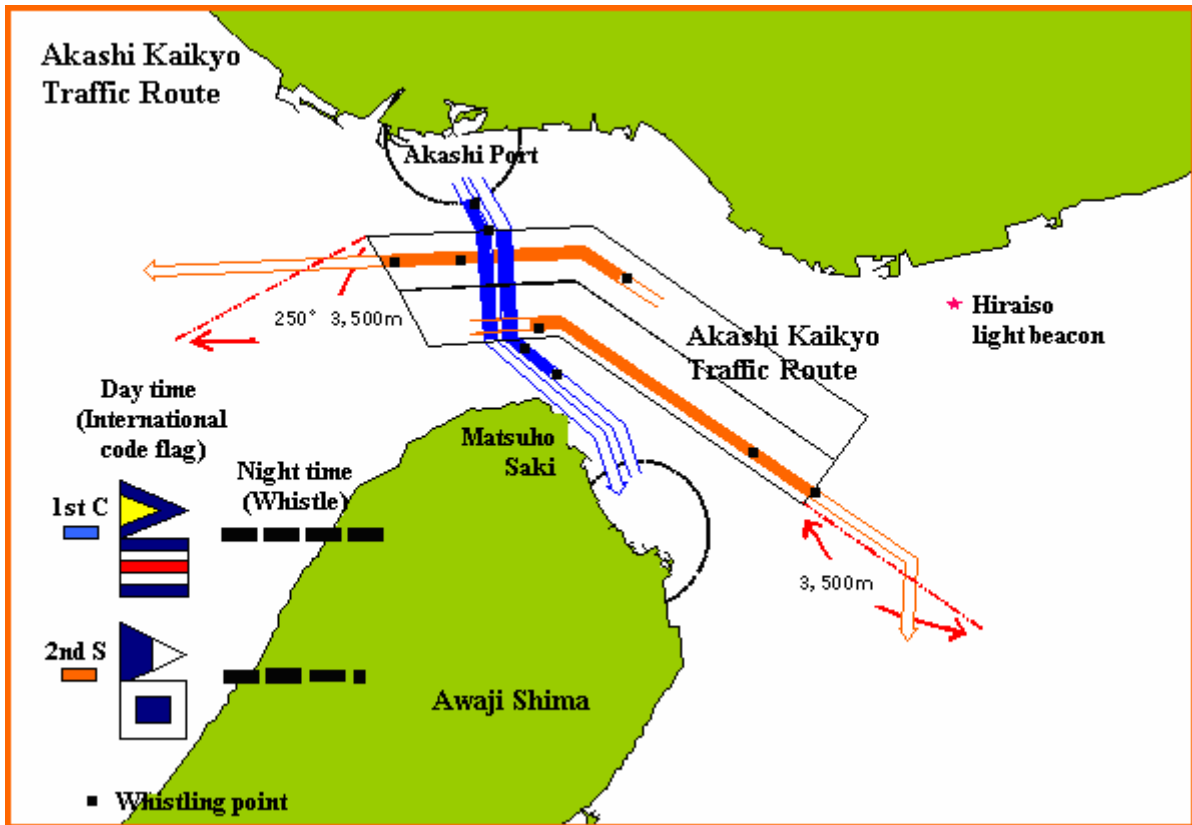 Akashi Kaikyo
Traffic Route
Akashi Port
250° 3,500m
Hiraiso
light beacon
Akashi Kaikyo
Traffic Route
Day time
(International
code flag)
Matsuho
Saki
Night time
(Whistle)
1st C
3,500m
2nd S
Awaji Shima
Whistling point